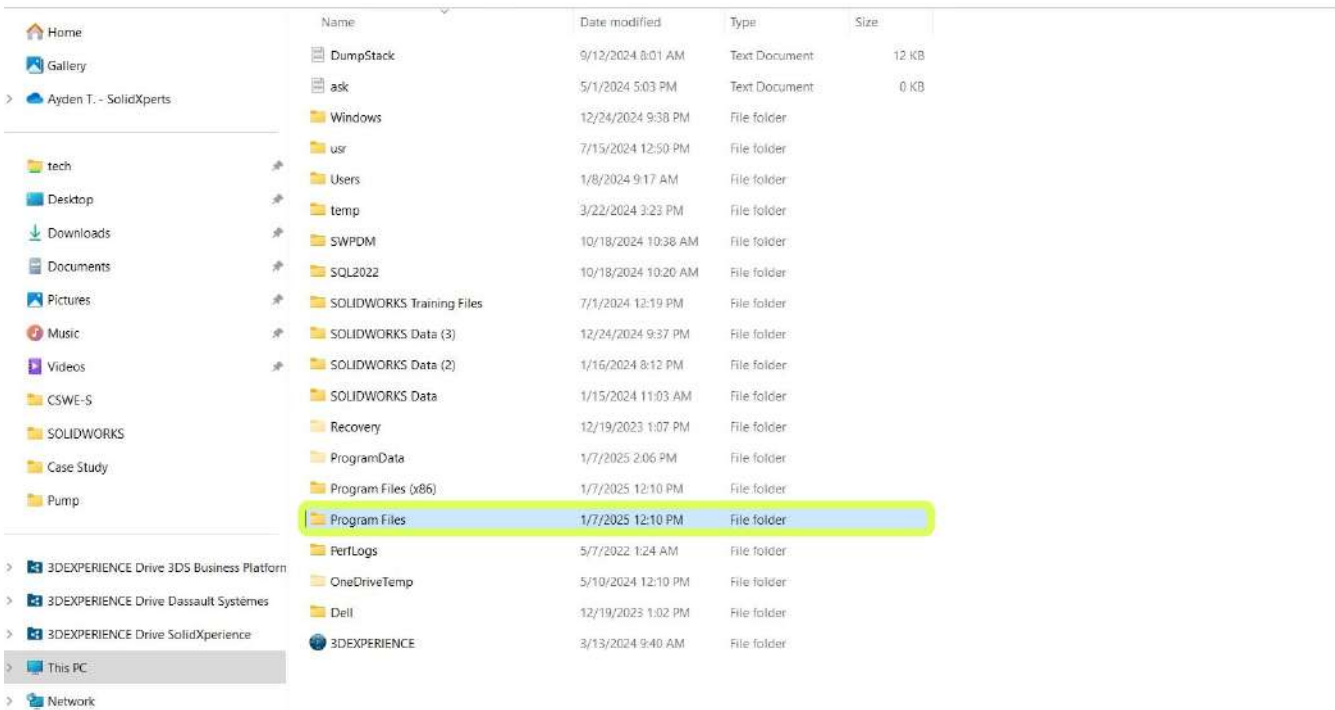 Home
Gallery
Ayden T. - SolidXperts
tech
Desktop
Downloads
Documents
Pictures
Music
Videos
CSWE-S
SOLIDWORKS
Case Study
Pump
3DEXPERIENCE Drive 3DS Business Platform
3DEXPERIENCE Drive Dassault Systèmes
3DEXPERIENCE Drive SolidXperience
This PC
Network
Name Date modified Type Size
DumpStack 9/12/2024 8:01 AM Text Document 12 KB
ask 5/1/2024 5:03 PM Text Document 0 KB
Windows 12/24/2024 9:38 PM File folder
usr 7/15/2024 12:50 PM File folder
Users 1/8/2024 9:17 AM File folder
temp 3/22/2024 3:23 PM File folder
SWPDM 10/18/2024 10:38 AM File folder
SQL2022 10/18/2024 10:20 AM File folder
SOLIDWORKS Training Files 7/1/2024 12:19 PM File folder
SOLIDWORKS Data (3) 12/24/2024 9:37 PM File folder
SOLIDWORKS Data (2) 1/16/2024 8:12 PM File folder
SOLIDWORKS Data 1/15/2024 11:03 AM File folder
Recovery 12/19/2023 1:07 PM File folder
ProgramData 1/7/2025 2:06 PM File folder
Program Files (x86) 1/7/2025 12:10 PM File folder
Program Files 1/7/2025 12:10 PM File folder
PerfLogs 5/7/2022 1:24 AM File folder
OneDriveTemp 5/10/2024 12:10 PM File folder
Dell 12/19/2023 1:02 PM File folder
3DEXPERIENCE 3/13/2024 9:40 AM File folder